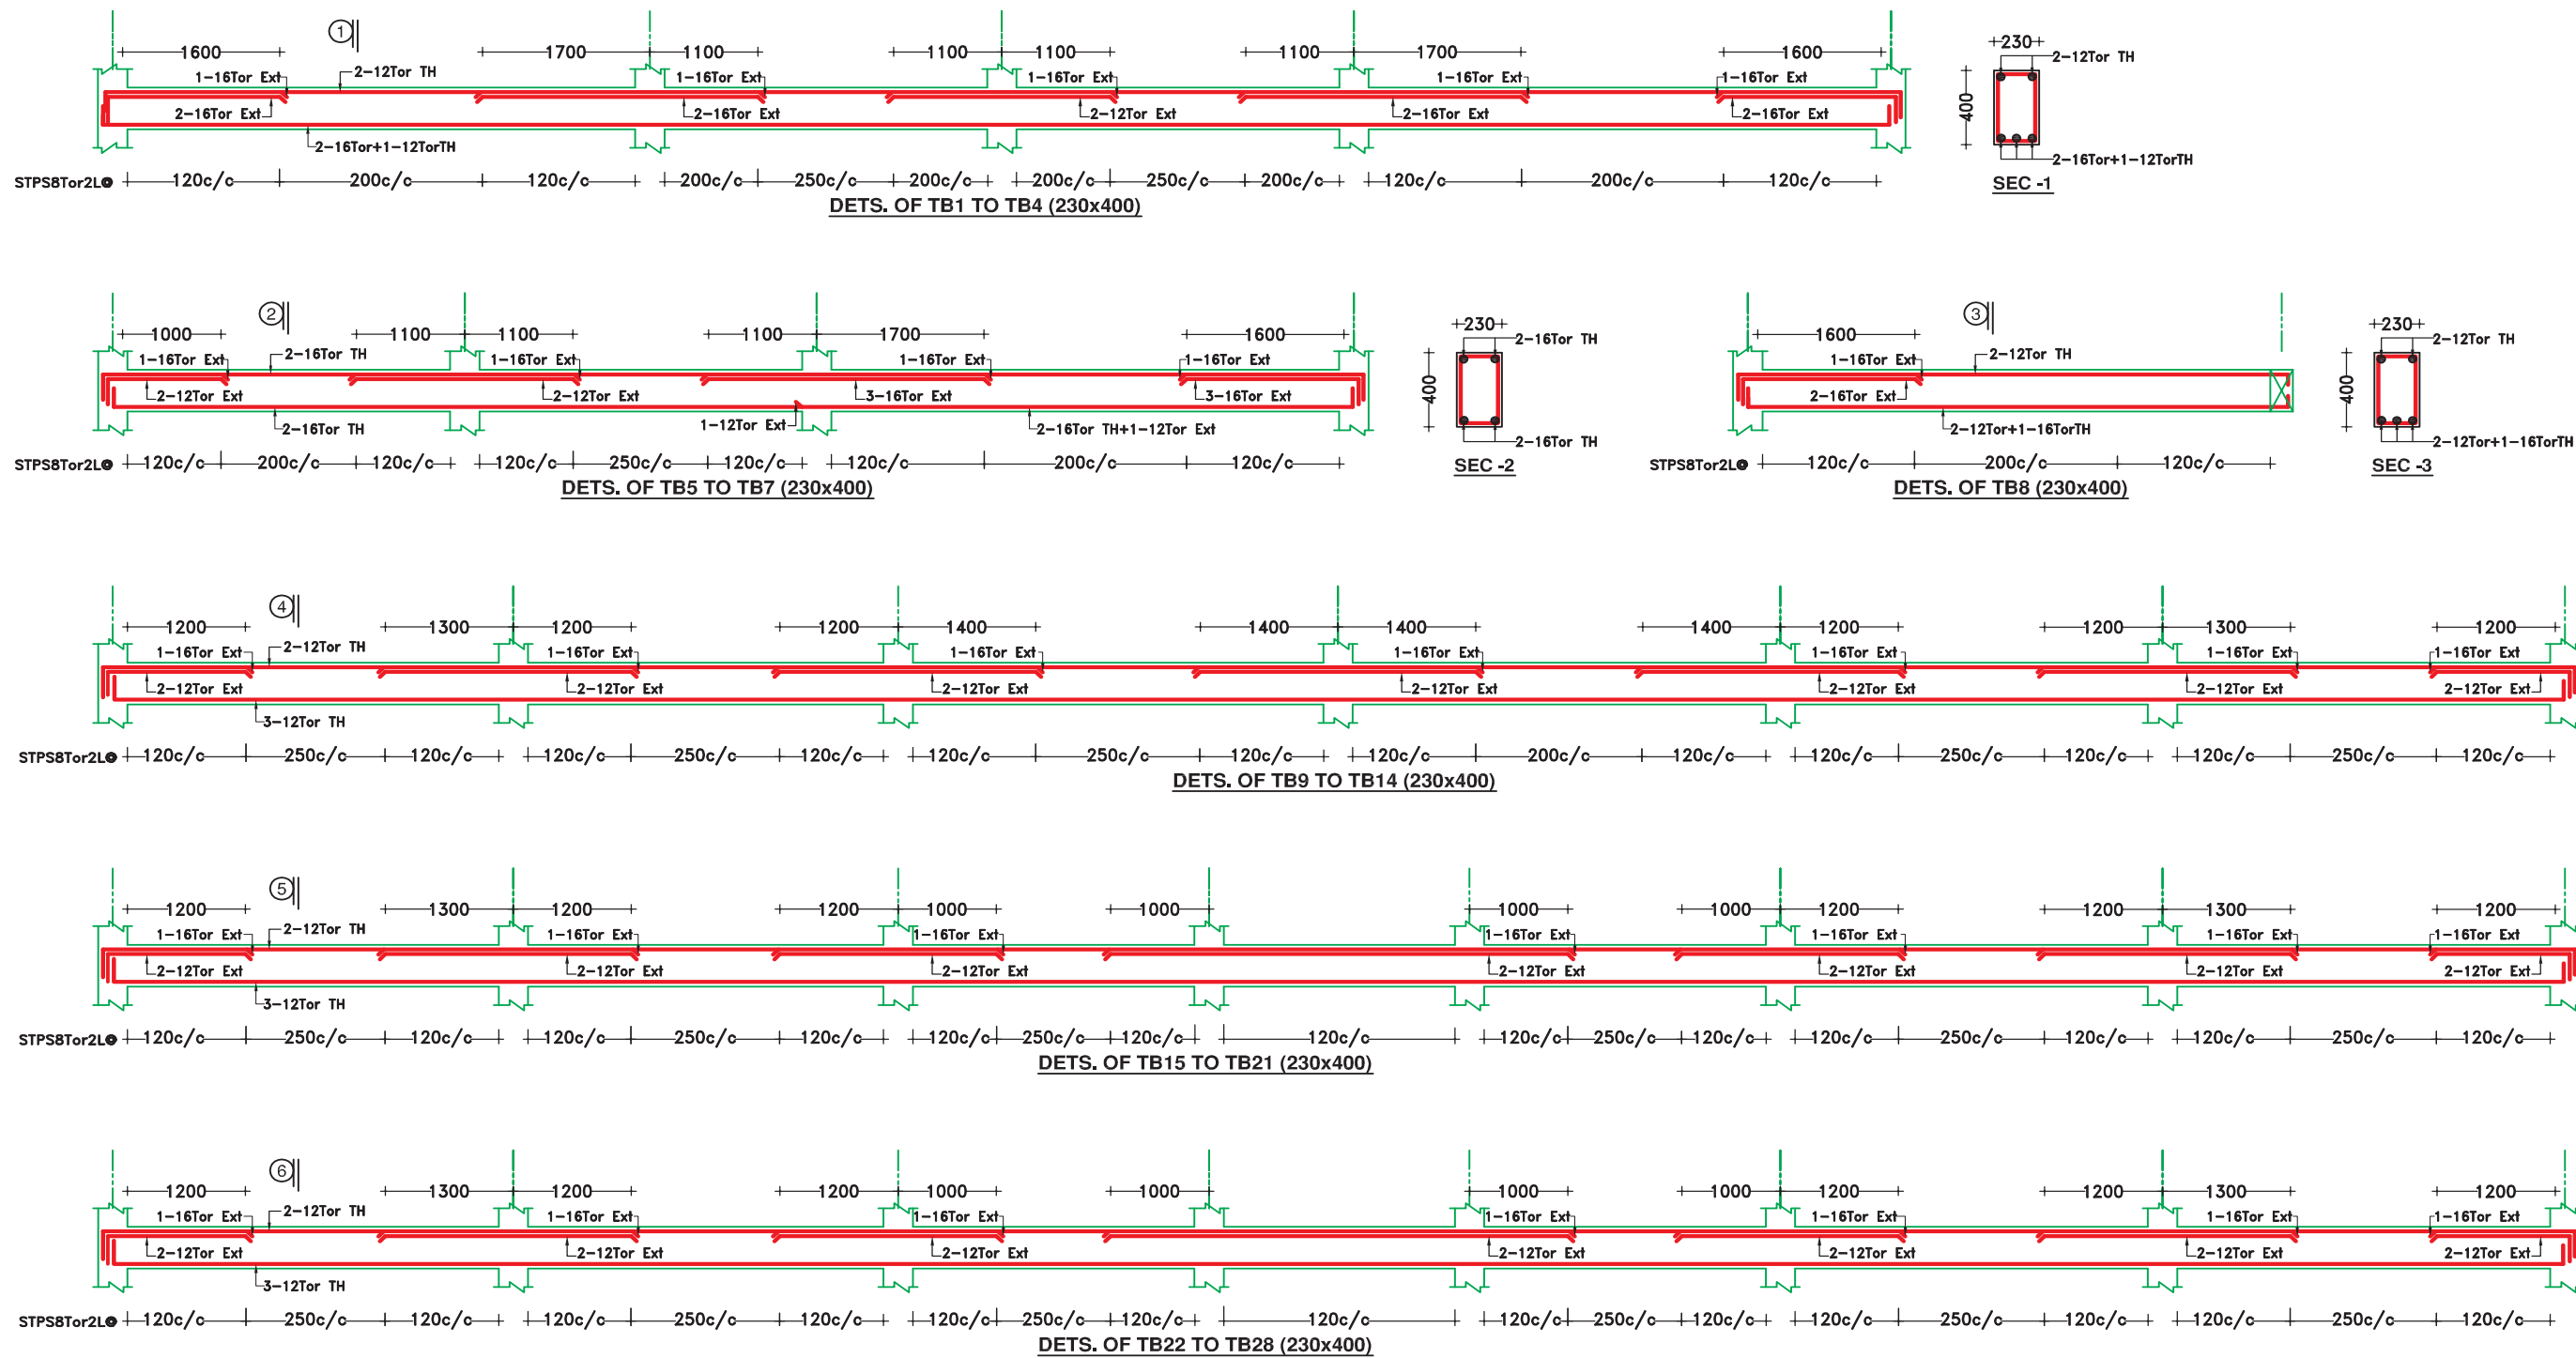 1
1600 1700 1100 1100 1100 1100 1700 1600
1-16Tor Ext 2-12Tor TH 1-16Tor Ext 1-16Tor Ext 1-16Tor Ext 1-16Tor Ext
2-16Tor Ext 2-16Tor Ext 2-12Tor Ext 2-16Tor Ext 2-16Tor Ext
2-16Tor+1-12TorTH
STPS8Tor2L@ 120c/c 200c/c 120c/c 200c/c 250c/c 200c/c 200c/c 250c/c 200c/c 120c/c 200c/c 120c/c
DETS. OF TB1 TO TB4 (230x400)
230
2-12Tor TH
400
2-16Tor+1-12TorTH
SEC -1
2
1000 1100 1100 1100 1700 1600
1-16Tor Ext 2-16Tor TH 1-16Tor Ext 1-16Tor Ext 1-16Tor Ext
2-12Tor Ext 2-12Tor Ext 3-16Tor Ext 3-16Tor Ext
2-16Tor TH 1-12Tor Ext 2-16Tor TH+1-12Tor Ext
STPS8Tor2L@ 120c/c 200c/c 120c/c 120c/c 250c/c 120c/c 120c/c 200c/c 120c/c
DETS. OF TB5 TO TB7 (230x400)
230
2-16Tor TH
400
2-16Tor TH
SEC -2
3
1600
1-16Tor Ext 2-12Tor TH
2-16Tor Ext
2-12Tor+1-16TorTH
STPS8Tor2L@ 120c/c 200c/c 120c/c
DETS. OF TB8 (230x400)
230
2-12Tor TH
400
2-12Tor+1-16TorTH
SEC -3
4
1200 1300 1200 1200 1400 1400 1400 1400 1200 1200 1300 1200
1-16Tor Ext 2-12Tor TH 1-16Tor Ext 1-16Tor Ext 1-16Tor Ext 1-16Tor Ext 1-16Tor Ext 1-16Tor Ext
2-12Tor Ext 2-12Tor Ext 2-12Tor Ext 2-12Tor Ext 2-12Tor Ext 2-12Tor Ext 2-12Tor Ext
3-12Tor TH
STPS8Tor2L@ 120c/c 250c/c 120c/c 120c/c 250c/c 120c/c 120c/c 250c/c 120c/c 120c/c 200c/c 120c/c 120c/c 250c/c 120c/c 120c/c 250c/c 120c/c
DETS. OF TB9 TO TB14 (230x400)
5
1200 1300 1200 1200 1000 1000 1000 1000 1200 1200 1300 1200
1-16Tor Ext 2-12Tor TH 1-16Tor Ext 1-16Tor Ext 1-16Tor Ext 1-16Tor Ext 1-16Tor Ext 1-16Tor Ext
2-12Tor Ext 2-12Tor Ext 2-12Tor Ext 2-12Tor Ext 2-12Tor Ext 2-12Tor Ext 2-12Tor Ext
3-12Tor TH
STPS8Tor2L@ 120c/c 250c/c 120c/c 120c/c 250c/c 120c/c 120c/c 250c/c 120c/c 120c/c 120c/c 250c/c 120c/c 120c/c 250c/c 120c/c 120c/c 250c/c 120c/c
DETS. OF TB15 TO TB21 (230x400)
6
1200 1300 1200 1200 1000 1000 1000 1000 1200 1200 1300 1200
1-16Tor Ext 2-12Tor TH 1-16Tor Ext 1-16Tor Ext 1-16Tor Ext 1-16Tor Ext 1-16Tor Ext 1-16Tor Ext
2-12Tor Ext 2-12Tor Ext 2-12Tor Ext 2-12Tor Ext 2-12Tor Ext 2-12Tor Ext 2-12Tor Ext
3-12Tor TH
STPS8Tor2L@ 120c/c 250c/c 120c/c 120c/c 250c/c 120c/c 120c/c 250c/c 120c/c 120c/c 120c/c 250c/c 120c/c 120c/c 250c/c 120c/c 120c/c 250c/c 120c/c
DETS. OF TB22 TO TB28 (230x400)